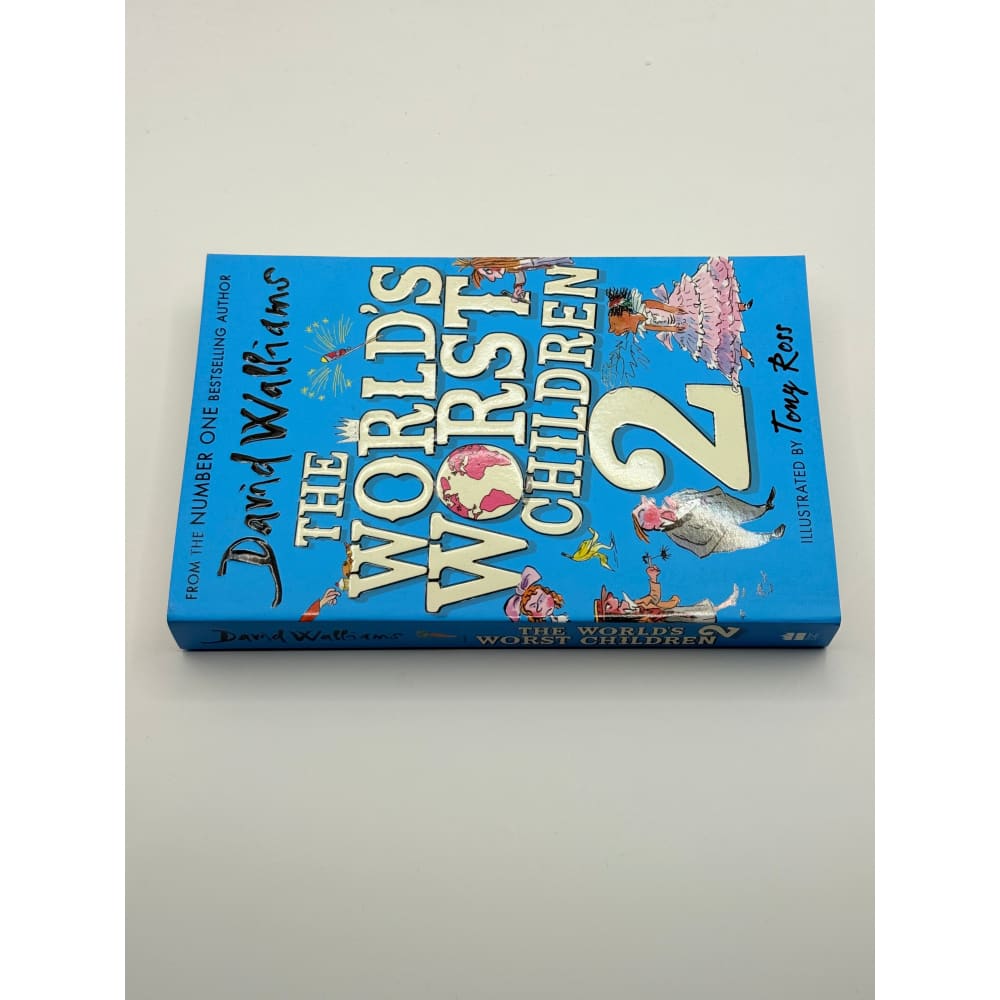 FROM THE NUMBER ONE BESTSELLING AUTHOR
David Walliams
THE
WORLD'S
WORST
CHILDREN
2
ILLUSTRATED BY Tony Ross
David Walliams
THE WORLD'S
WORST CHILDREN 2